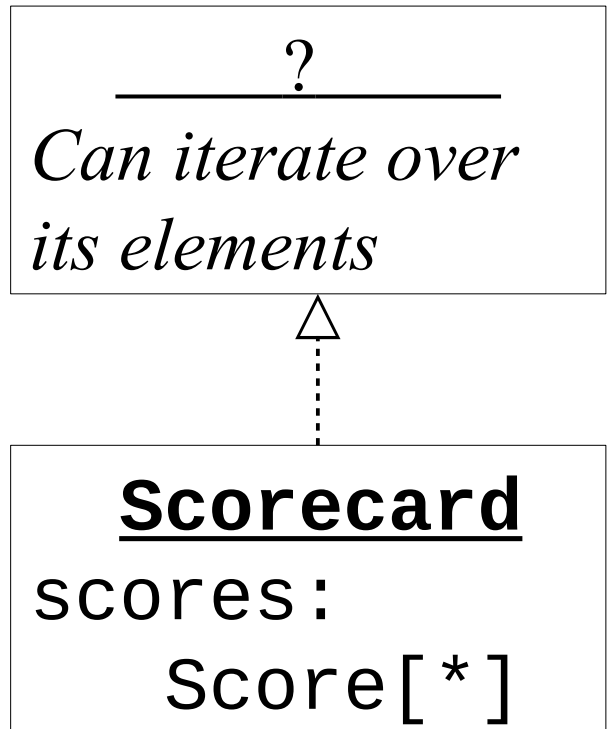 ?
Can iterate over
its elements
Scorecard
scores:
Score[*]